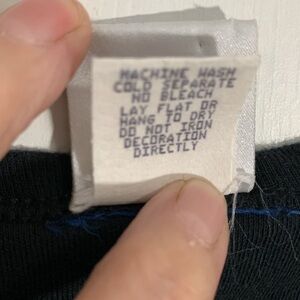 MACHINE WASH
COLD SEPARATE
NO BLEACH
LAY FLAT OR
HANG TO DRY
DO NOT IRON
DECORATION
DIRECTLY